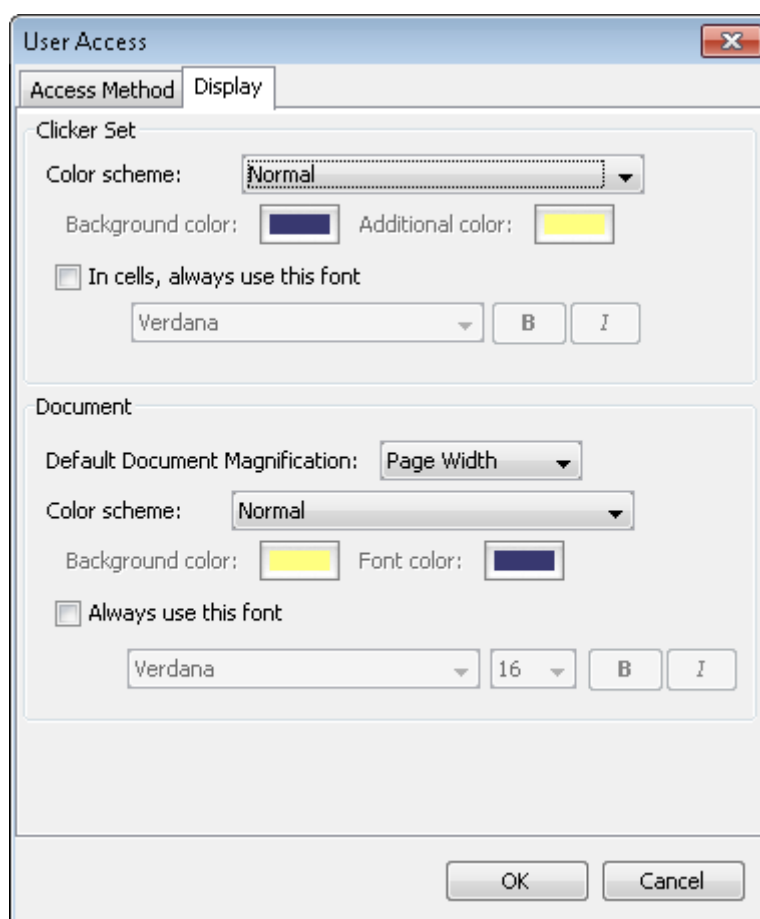 User Access
Access Method Display
Clicker Set
Color scheme: Normal
Background color: Additional color:
In cells, always use this font
Verdana B I
Document
Default Document Magnification: Page Width
Color scheme: Normal
Background color: Font color:
Always use this font
Verdana 16 B I
OK Cancel